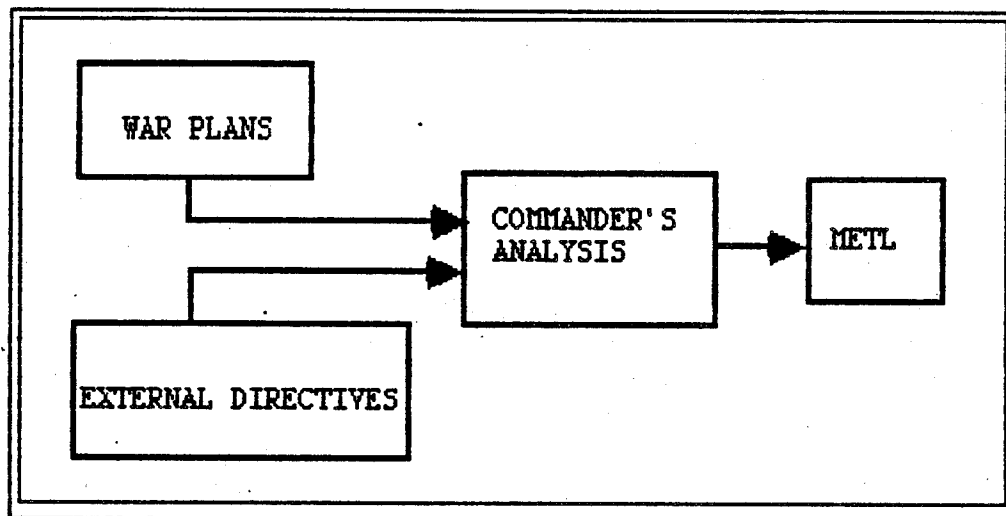 WAR PLANS
COMMANDER'S
ANALYSIS
METL
EXTERNAL DIRECTIVES